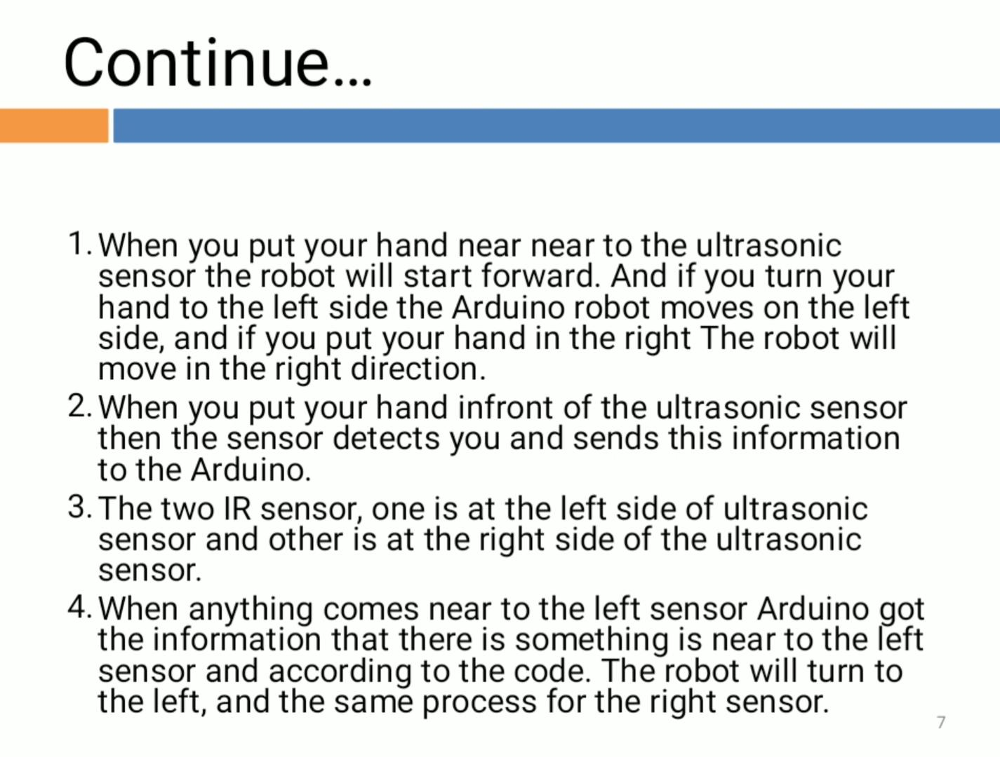 Continue...
1. When you put your hand near near to the ultrasonic
sensor the robot will start forward. And if you turn your
hand to the left side the Arduino robot moves on the left
side, and if you put your hand in the right The robot will
move in the right direction.
2. When you put your hand infront of the ultrasonic sensor
then the sensor detects you and sends this information
to the Arduino.
3. The two IR sensor, one is at the left side of ultrasonic
sensor and other is at the right side of the ultrasonic
sensor.
4. When anything comes near to the left sensor Arduino got
the information that there is something is near to the left
sensor and according to the code. The robot will turn to
the left, and the same process for the right sensor.
7